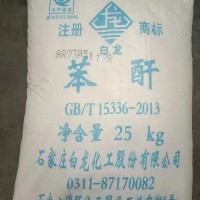 注册 商标
白龙
苯酐
GB/T 15336-2013
净含量 25 kg
石家庄白龙化工股份有限公司
0311-87170082